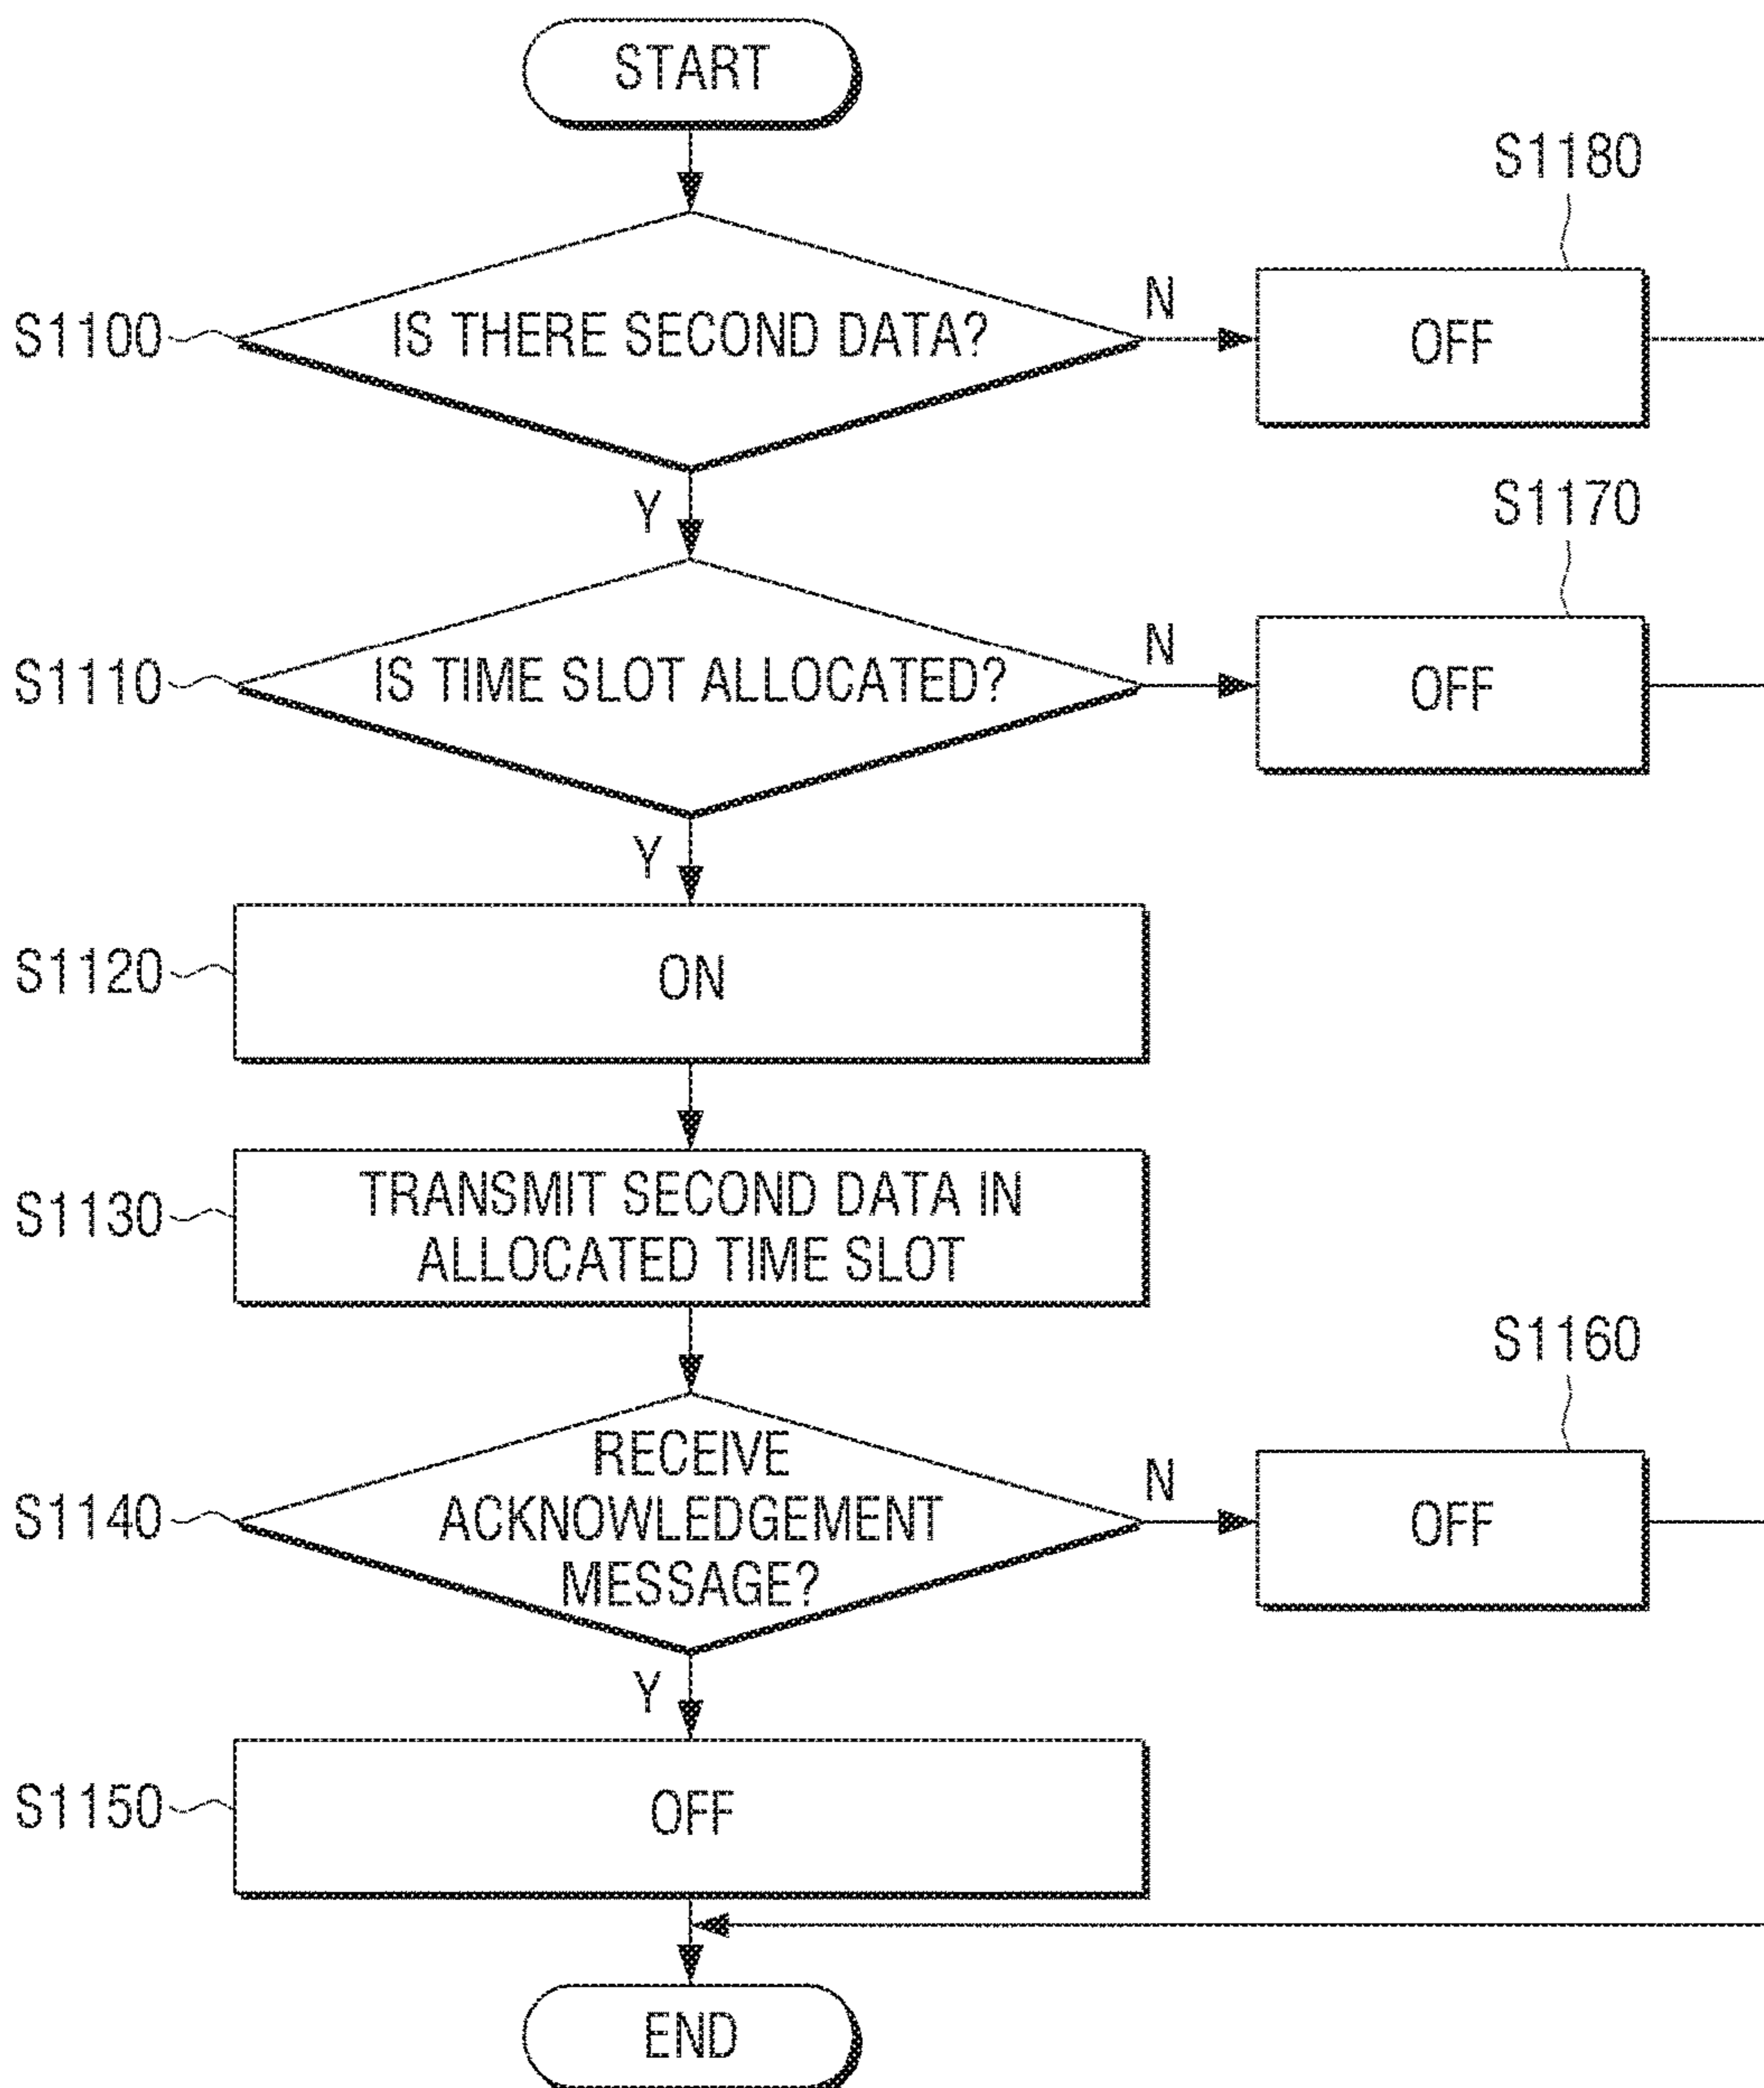 START
S1180
S1100
IS THERE SECOND DATA?
N
OFF
Y
S1170
S1110
IS TIME SLOT ALLOCATED?
N
OFF
Y
S1120
ON
S1130
TRANSMIT SECOND DATA IN
ALLOCATED TIME SLOT
S1160
S1140
RECEIVE
ACKNOWLEDGEMENT
MESSAGE?
N
OFF
Y
S1150
OFF
END